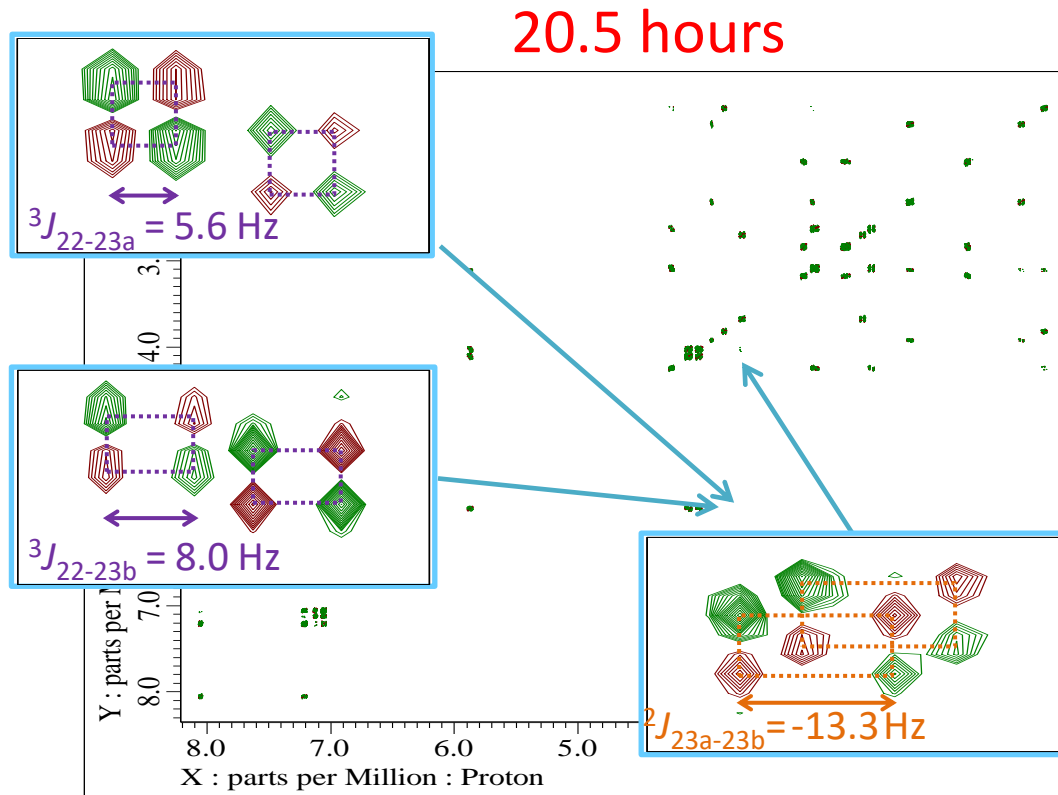 20.5 hours
³J₂₂₋₂₃ₐ = 5.6 Hz
3.
4.0
³J₂₂₋₂₃b = 8.0 Hz
7.0
8.0
Y : parts per M
²J₂₃ₐ₋₂₃b = -13.3 Hz
8.0 7.0 6.0 5.0
X : parts per Million : Proton